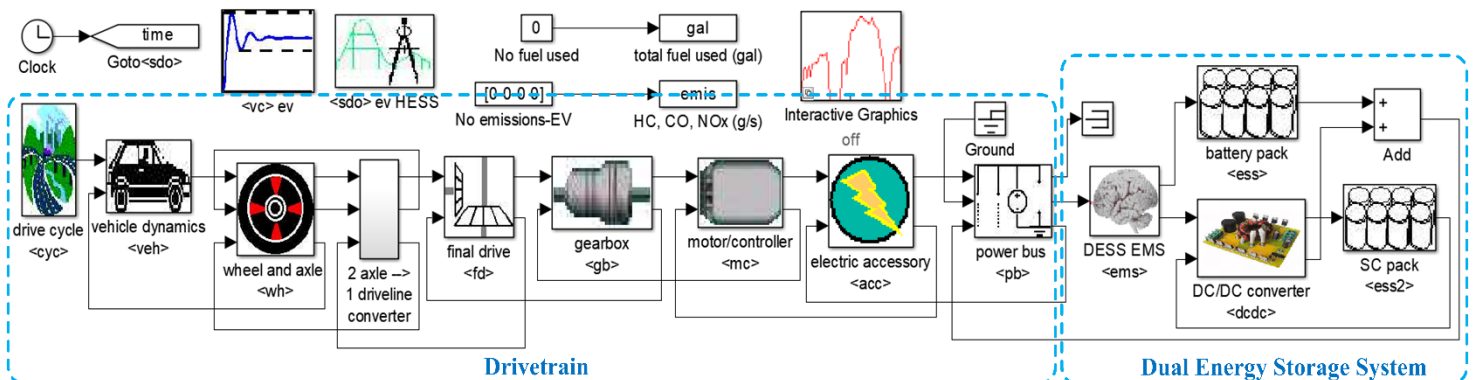 time
Clock
Goto<sdo>
<vc> ev
<sdo> ev HESS
0
No fuel used
gal
total fuel used (gal)
[0 0 0 0]
No emissions-EV
emis
HC, CO, NOx (g/s)
Interactive Graphics
drive cycle
<cyc>
vehicle dynamics
<veh>
wheel and axle
<wh>
2 axle -->
1 driveline
converter
final drive
<fd>
gearbox
<gb>
motor/controller
<mc>
off
electric accessory
<acc>
Ground
power bus
<pb>
DESS EMS
<ems>
battery pack
<ess>
+
+
Add
DC/DC converter
<dcdc>
SC pack
<ess2>
Drivetrain
Dual Energy Storage System